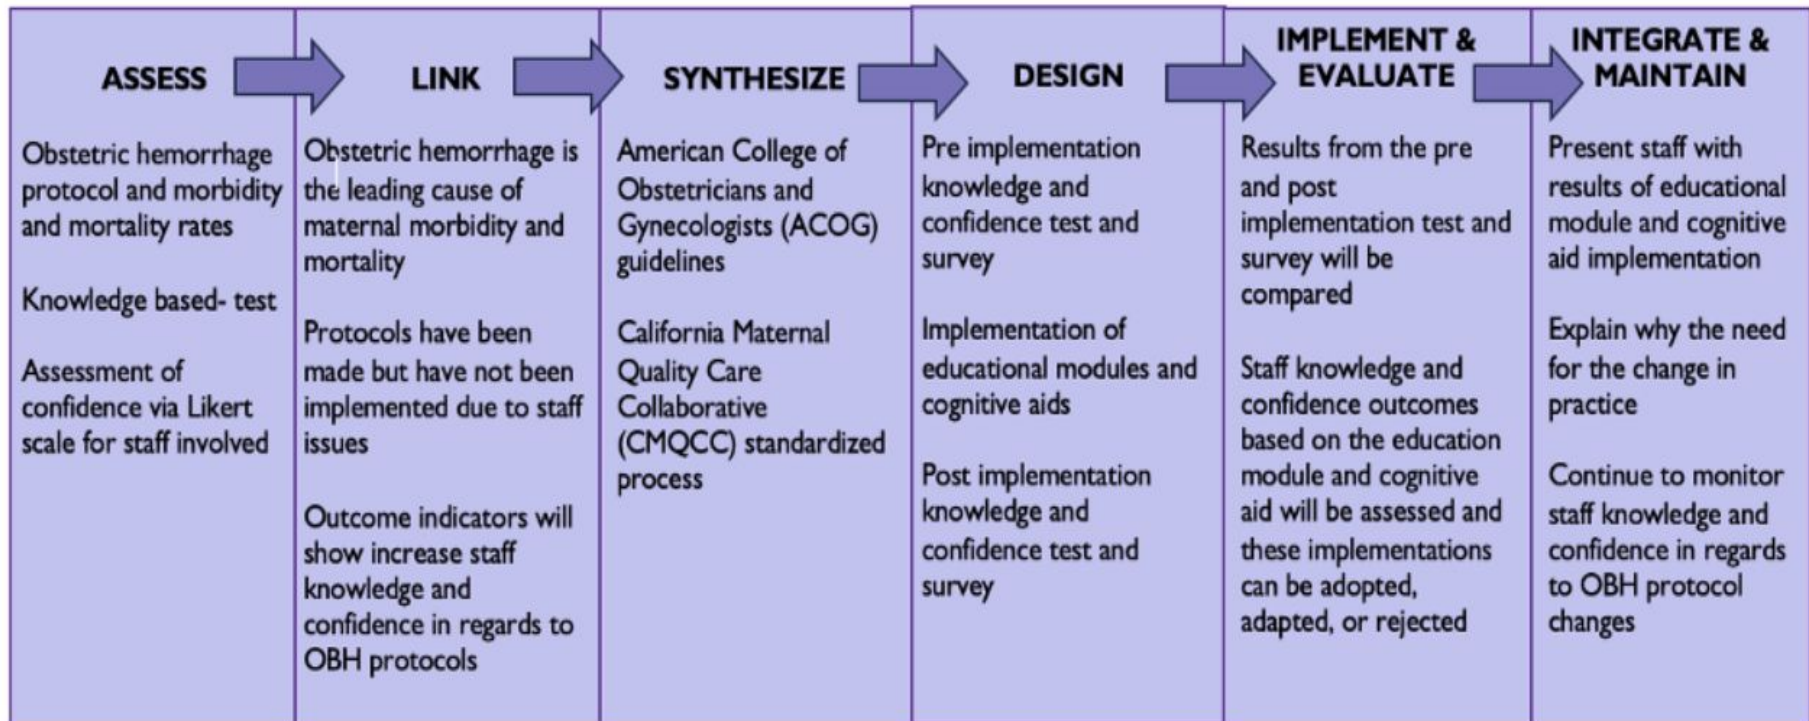 ASSESS
Obstetric hemorrhage
protocol and morbidity
and mortality rates
Knowledge based- test
Assessment of
confidence via Likert
scale for staff involved
LINK
Obstetric hemorrhage is
the leading cause of
maternal morbidity and
mortality
Protocols have been
made but have not been
implemented due to staff
issues
Outcome indicators will
show increase staff
knowledge and
confidence in regards to
OBH protocols
SYNTHESIZE
American College of
Obstetricians and
Gynecologists (ACOG)
guidelines
California Maternal
Quality Care
Collaborative
(CMQCC) standardized
process
DESIGN
Pre implementation
knowledge and
confidence test and
survey
Implementation of
educational modules and
cognitive aids
Post implementation
knowledge and
confidence test and
survey
IMPLEMENT &
EVALUATE
Results from the pre
and post
implementation test and
survey will be
compared
Staff knowledge and
confidence outcomes
based on the education
module and cognitive
aid will be assessed and
these implementations
can be adopted,
adapted, or rejected
INTEGRATE &
MAINTAIN
Present staff with
results of educational
module and cognitive
aid implementation
Explain why the need
for the change in
practice
Continue to monitor
staff knowledge and
confidence in regards
to OBH protocol
changes